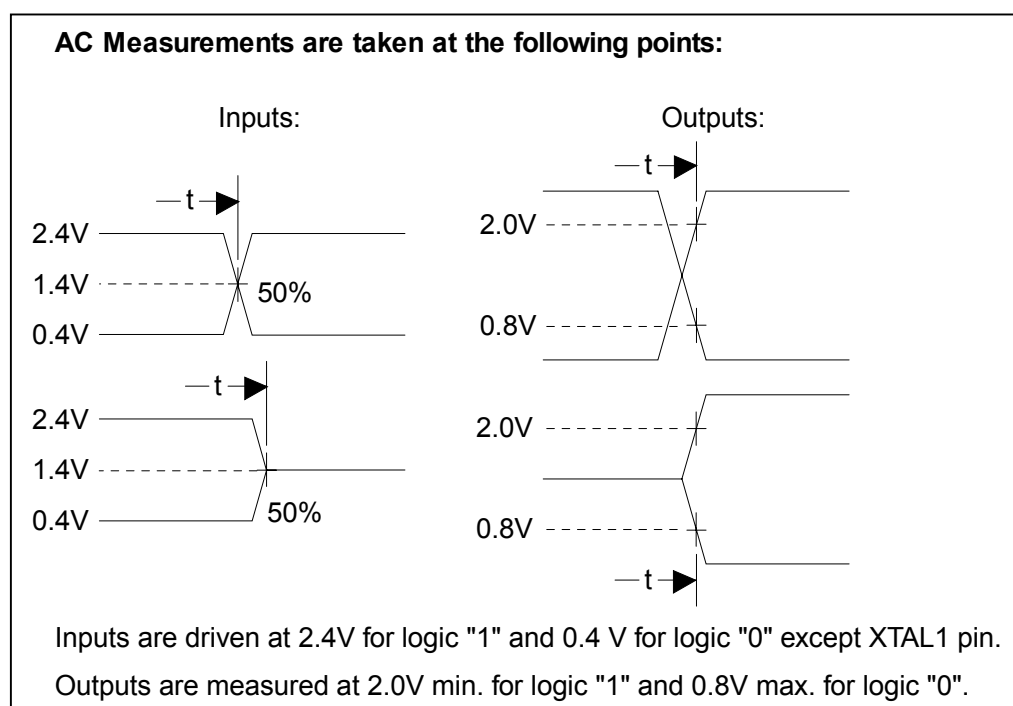 AC Measurements are taken at the following points:
Inputs:
Outputs:
t
2.4V
1.4V
50%
0.4V
t
2.4V
1.4V
50%
0.4V
t
2.0V
0.8V
2.0V
0.8V
t
Inputs are driven at 2.4V for logic "1" and 0.4 V for logic "0" except XTAL1 pin.
Outputs are measured at 2.0V min. for logic "1" and 0.8V max. for logic "0".